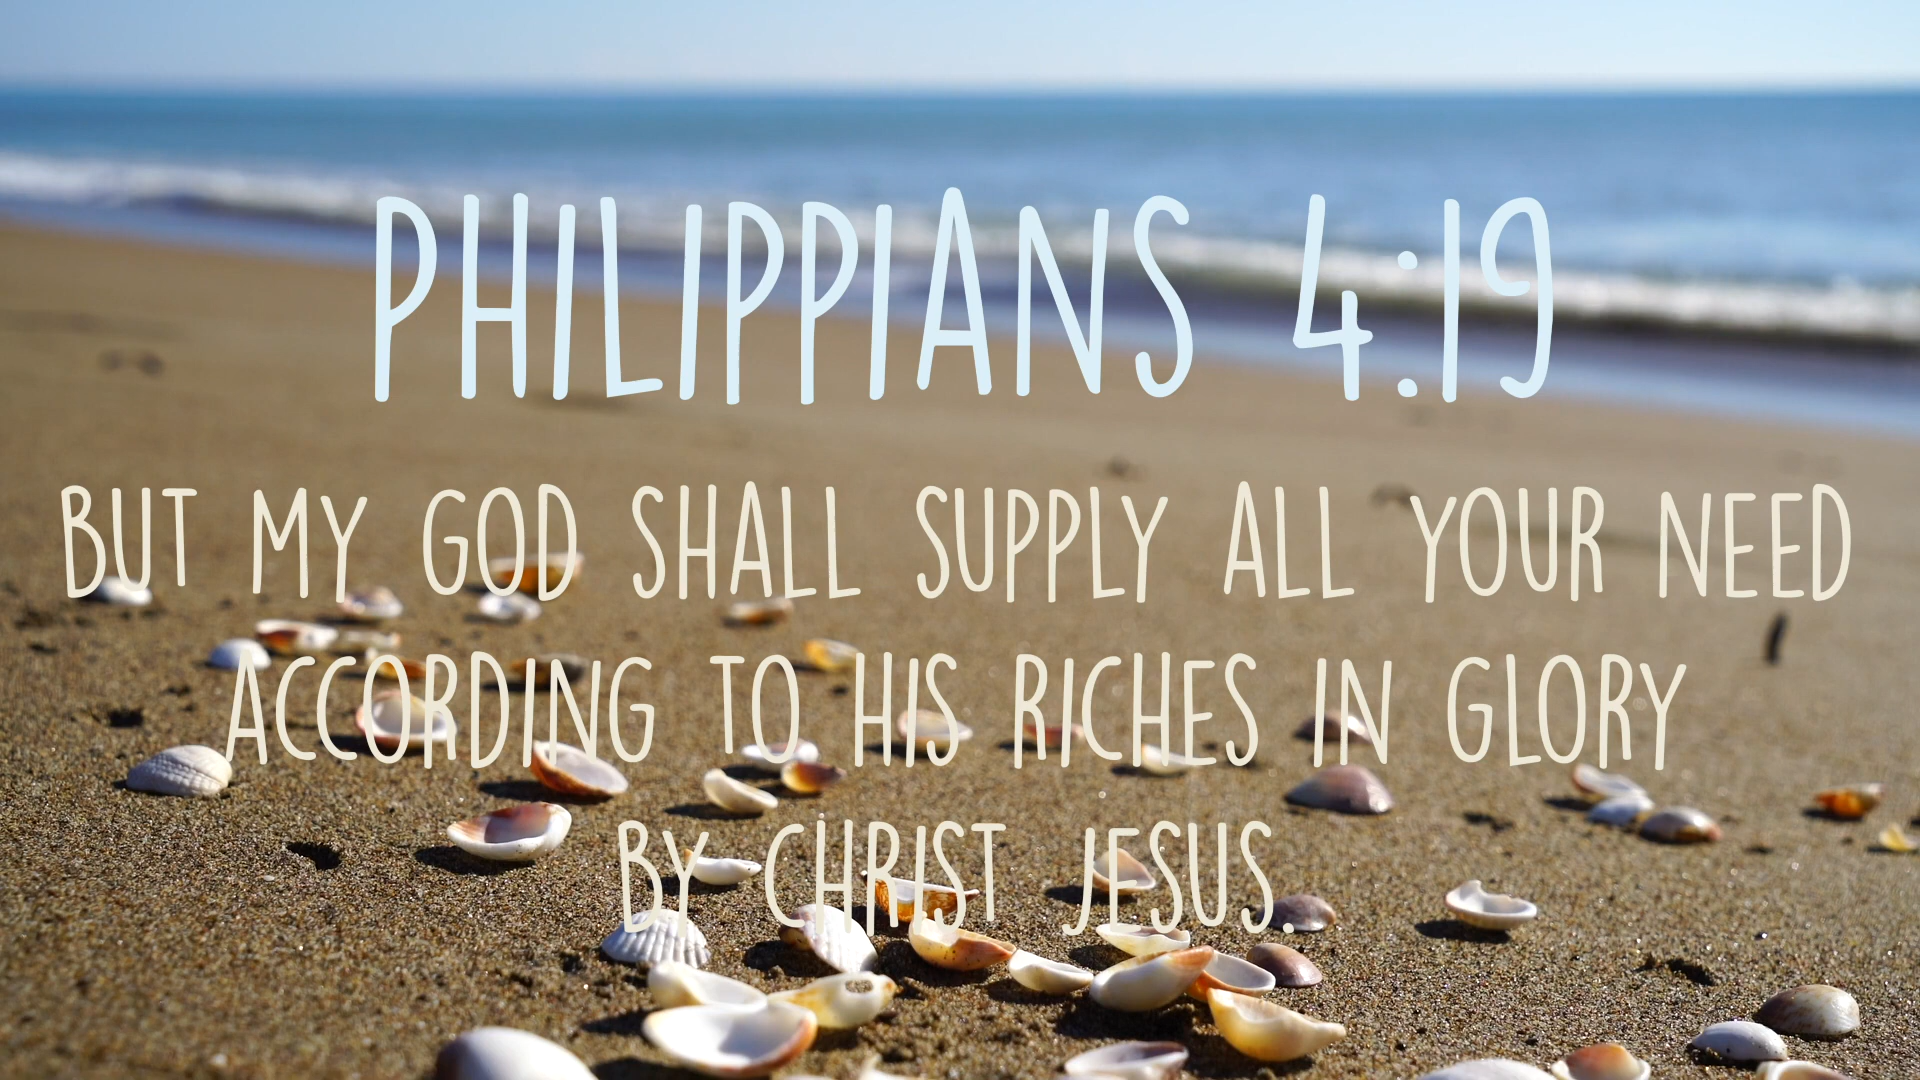 PHILIPPIANS 4:19
BUT MY GOD SHALL SUPPLY ALL YOUR NEED
ACCORDING TO HIS RICHES IN GLORY
BY CHRIST JESUS.